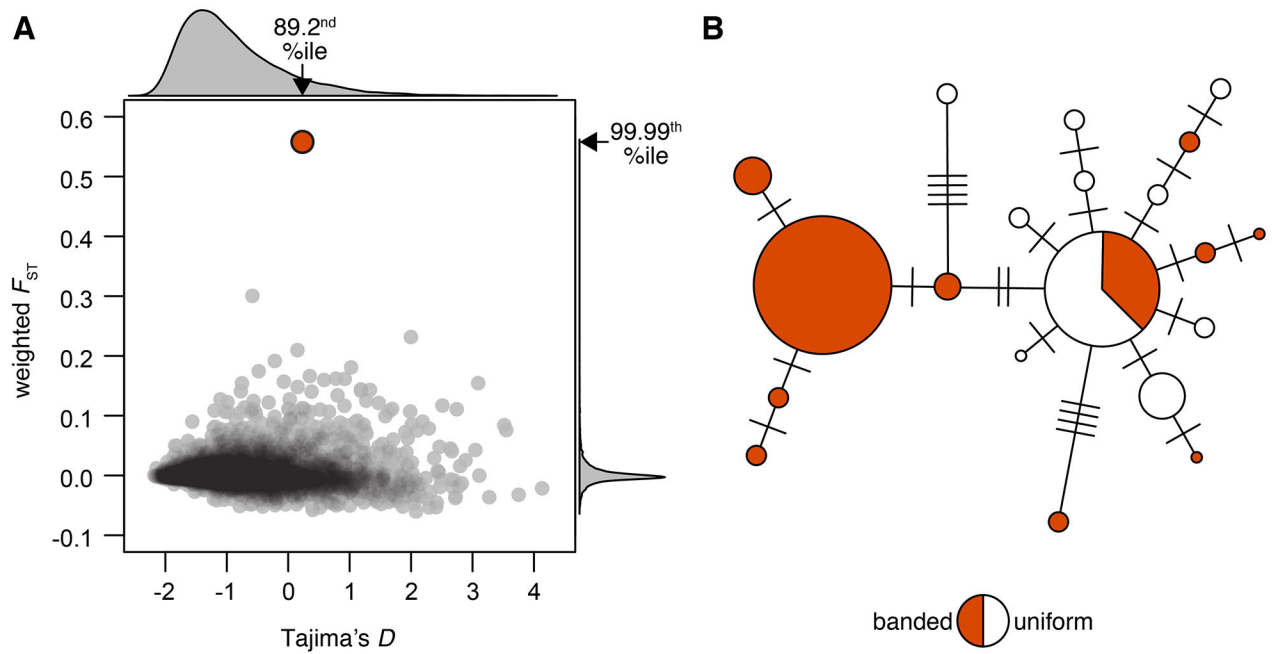 A
89.2nd
%ile
0.6
0.5
0.4
0.3
0.2
0.1
0.0
-0.1
weighted FST
99.99th
%ile
-2 -1 0 1 2 3 4
Tajima's D
B
banded uniform